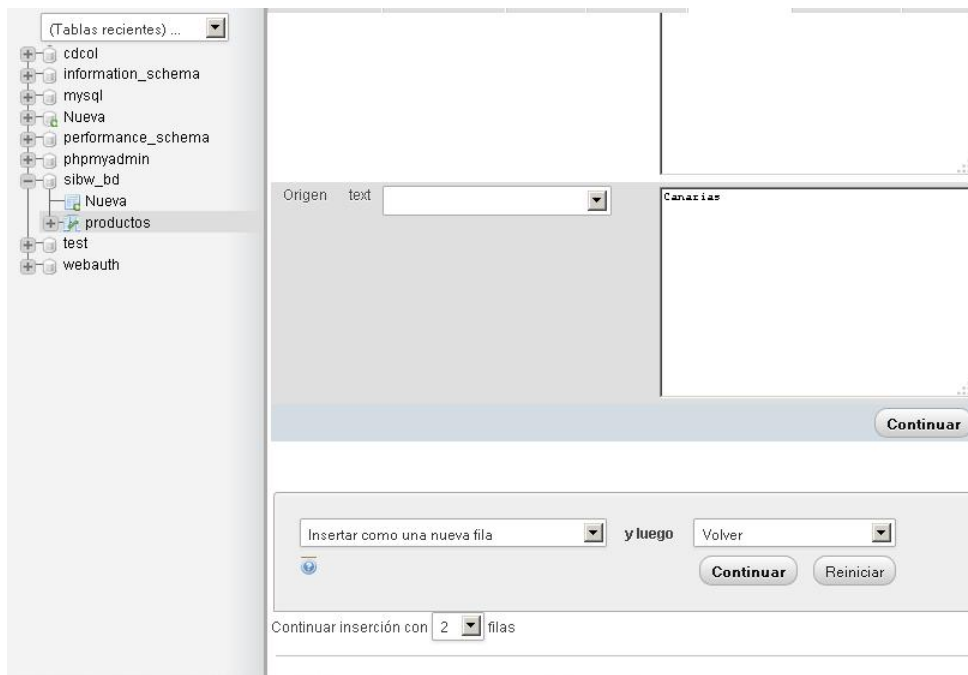 (Tablas recientes) ...
cdcol
information_schema
mysql
Nueva
performance_schema
phpmyadmin
sibw_bd
Nueva
productos
test
webauth
Origen text
Canarias
Continuar
Insertar como una nueva fila y luego Volver
Continuar Reiniciar
Continuar inserción con 2 filas